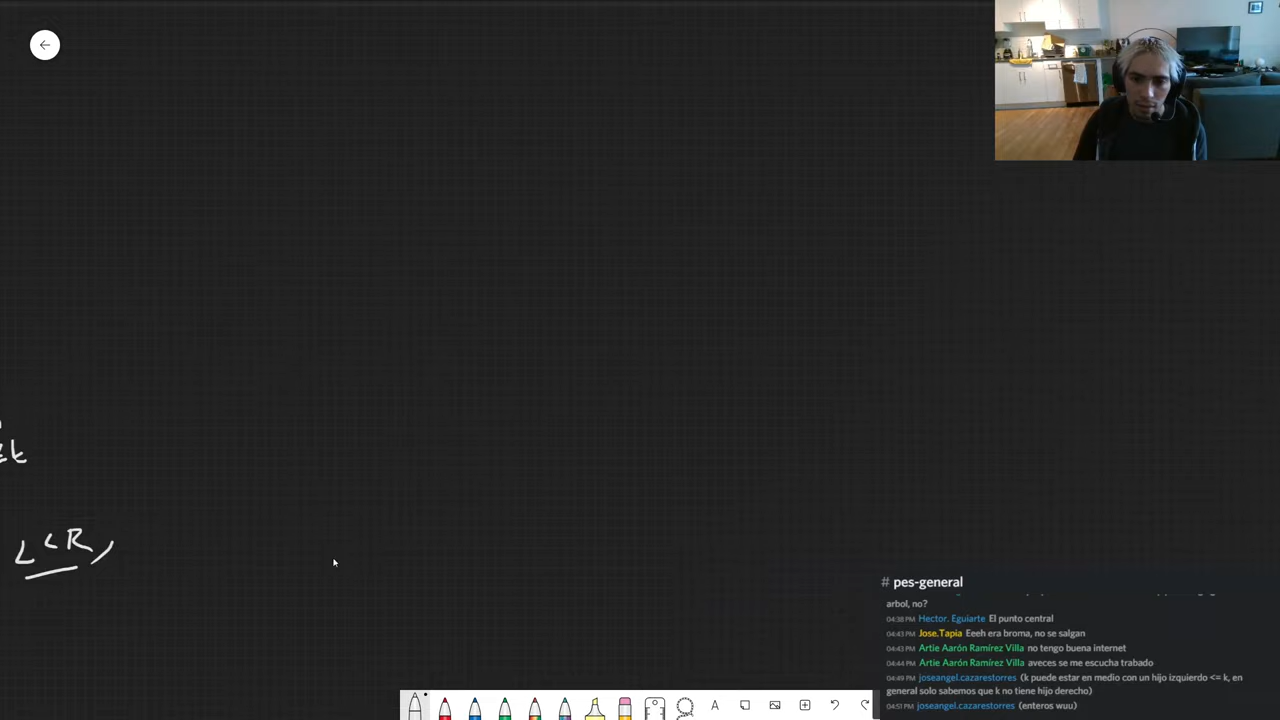 ≤k
L<R,
# pes-general
arbol, no?
04:38 PM Hector. Eguiarte El punto central
04:43 PM Jose.Tapia Eeeh era broma, no se salgan
04:43 PM Artie Aarón Ramírez Villa no tengo buena internet
04:44 PM Artie Aarón Ramírez Villa aveces se me escucha trabado
04:49 PM joseangel.cazarestorres (k puede estar en medio con un hijo izquierdo <= k, en
general solo sabemos que k no tiene hijo derecho)
04:51 PM joseangel.cazarestorres (enteros wuu)
A